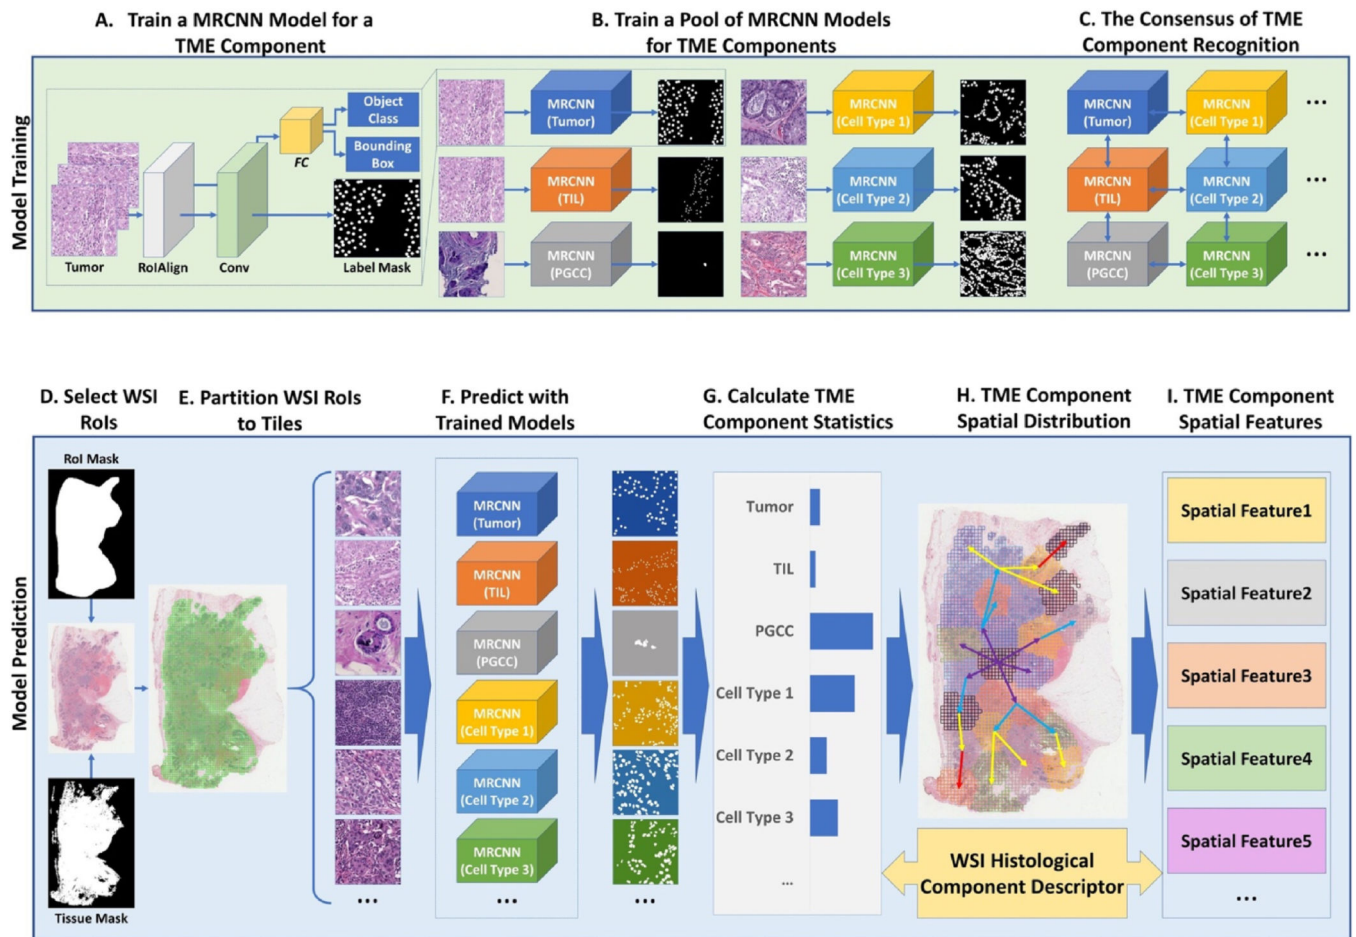 A. Train a MRCNN Model for a
TME Component
B. Train a Pool of MRCNN Models
for TME Components
C. The Consensus of TME
Component Recognition
Model Training
Tumor
RoIAlign
Conv
FC
Object
Class
Bounding
Box
Label Mask
MRCNN
(Tumor)
MRCNN
(TIL)
MRCNN
(PGCC)
MRCNN
(Cell Type 1)
MRCNN
(Cell Type 2)
MRCNN
(Cell Type 3)
MRCNN
(Tumor)
MRCNN
(Cell Type 1)
...
MRCNN
(TIL)
MRCNN
(Cell Type 2)
...
MRCNN
(PGCC)
MRCNN
(Cell Type 3)
...
D. Select WSI
RoIs
E. Partition WSI RoIs
to Tiles
F. Predict with
Trained Models
G. Calculate TME
Component Statistics
H. TME Component
Spatial Distribution
I. TME Component
Spatial Features
Model Prediction
RoI Mask
Tissue Mask
...
MRCNN
(Tumor)
MRCNN
(TIL)
MRCNN
(PGCC)
MRCNN
(Cell Type 1)
MRCNN
(Cell Type 2)
MRCNN
(Cell Type 3)
...
...
Tumor
TIL
PGCC
Cell Type 1
Cell Type 2
Cell Type 3
...
WSI Histological
Component Descriptor
Spatial Feature1
Spatial Feature2
Spatial Feature3
Spatial Feature4
Spatial Feature5
...